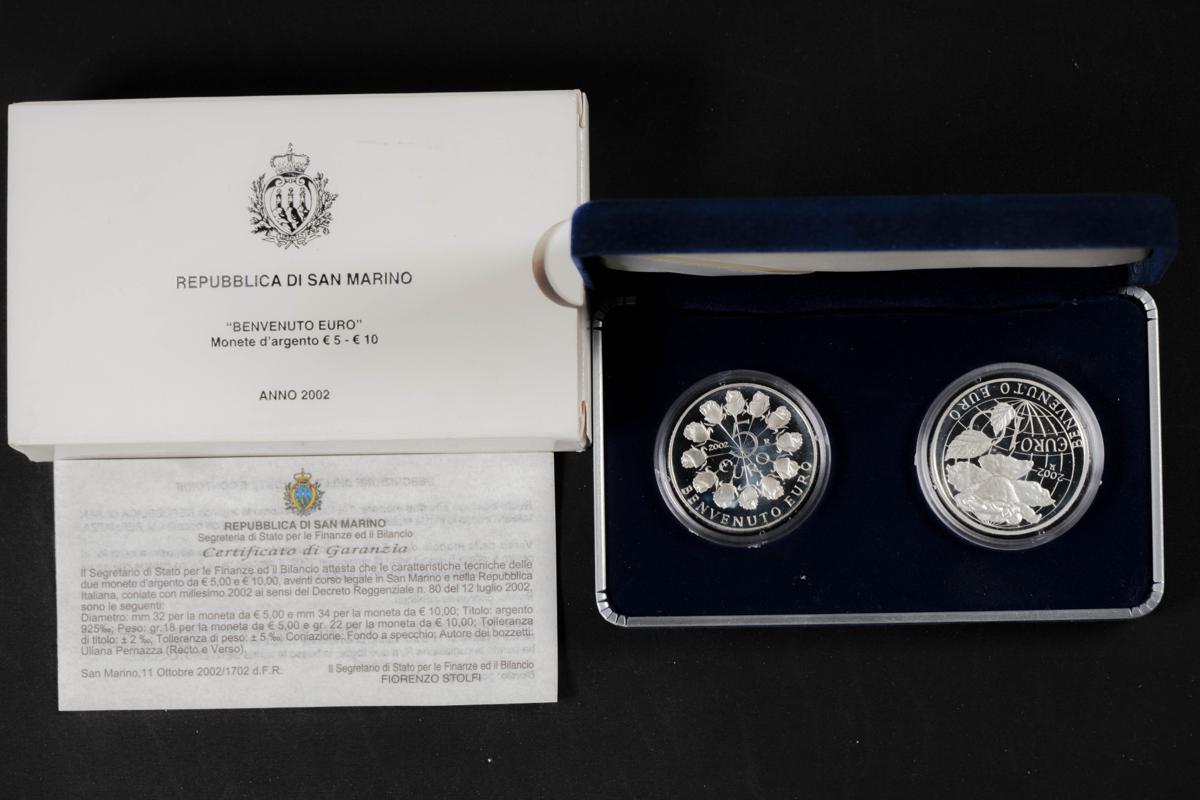 REPUBBLICA DI SAN MARINO
"BENVENUTO EURO"
Monete d'argento € 5 - € 10
ANNO 2002
REPUBBLICA DI SAN MARINO
Segreteria di Stato per le Finanze ed il Bilancio
Certificato di Garanzia
Il Segretario di Stato per le Finanze ed il Bilancio attesta che le caratteristiche tecniche delle
due monete d'argento da € 5,00 e € 10,00, aventi corso legale in San Marino e nella Repubblica
Italiana, coniate con millesimo 2002 ai sensi del Decreto Reggenziale n. 80 del 12 luglio 2002,
sono le seguenti:
Diametro: mm 32 per la moneta da € 5,00 e mm 34 per la moneta da € 10,00; Titolo: argento
925‰; Peso: gr.18 per la moneta da € 5,00 e gr. 22 per la moneta da € 10,00; Tolleranza
di titolo: ± 2 ‰; Tolleranza di peso: ± 5 ‰; Coniazione: Fondo a specchio; Autore dei bozzetti:
Uliana Pernazza (Recto e Verso).
San Marino,11 Ottobre 2002/1702 d.F.R.
Il Segretario di Stato per le Finanze ed il Bilancio
FIORENZO STOLFI
2002 R
5
EURO
BENVENUTO EURO
BENVENUTO EURO
EURO
2002 R